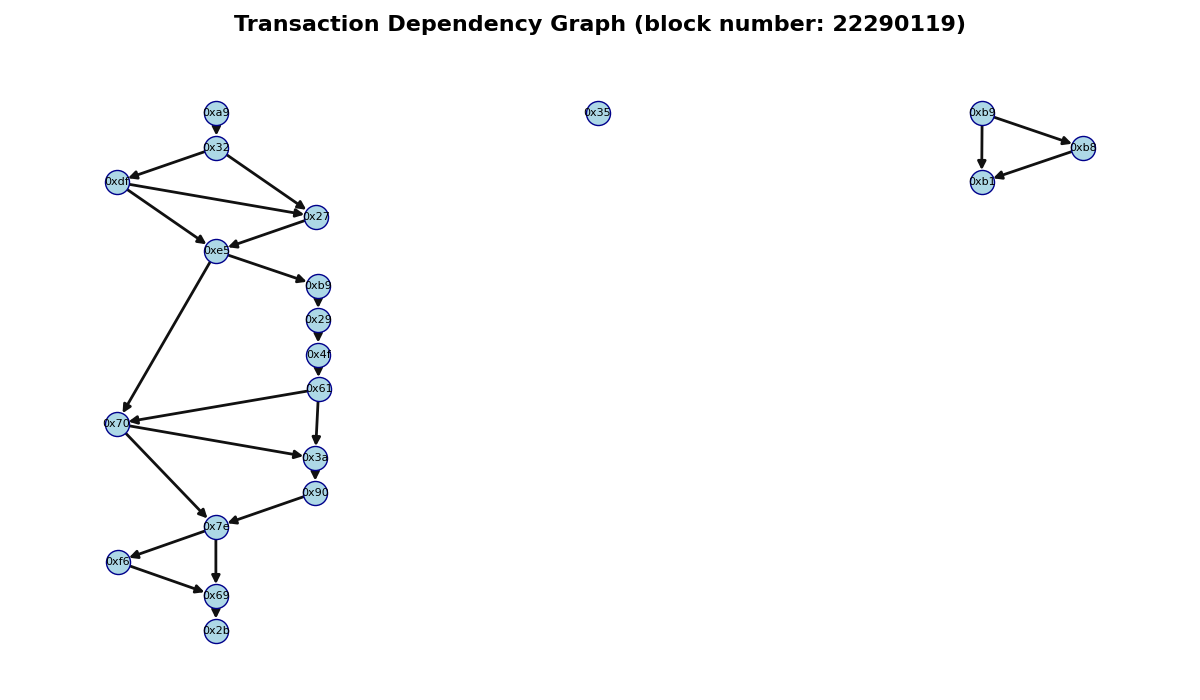 Transaction Dependency Graph (block number: 22290119)
0xa9
0x35
0xb9
0x32
0xb8
0xdf
0xb1
0x27
0xe5
0xb9
0x29
0x4f
0x61
0x70
0x3a
0x90
0x7e
0xf6
0x69
0x2b